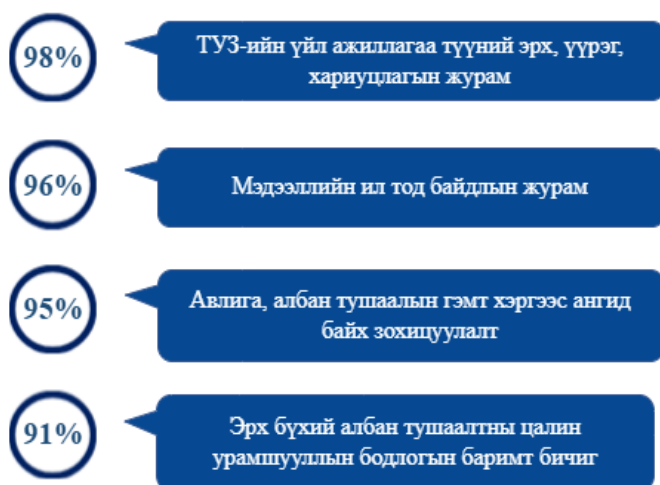 98%
ТУЗ-ийн үйл ажиллагаа түүний эрх, үүрэг,
хариуцлагын журам
96%
Мэдээллийн ил тод байдлын журам
95%
Авлига, албан тушаалын гэмт хэргээс ангид
байх зохицуулалт
91%
Эрх бүхий албан тушаалтны цалин
урамшууллын бодлогын баримт бичиг